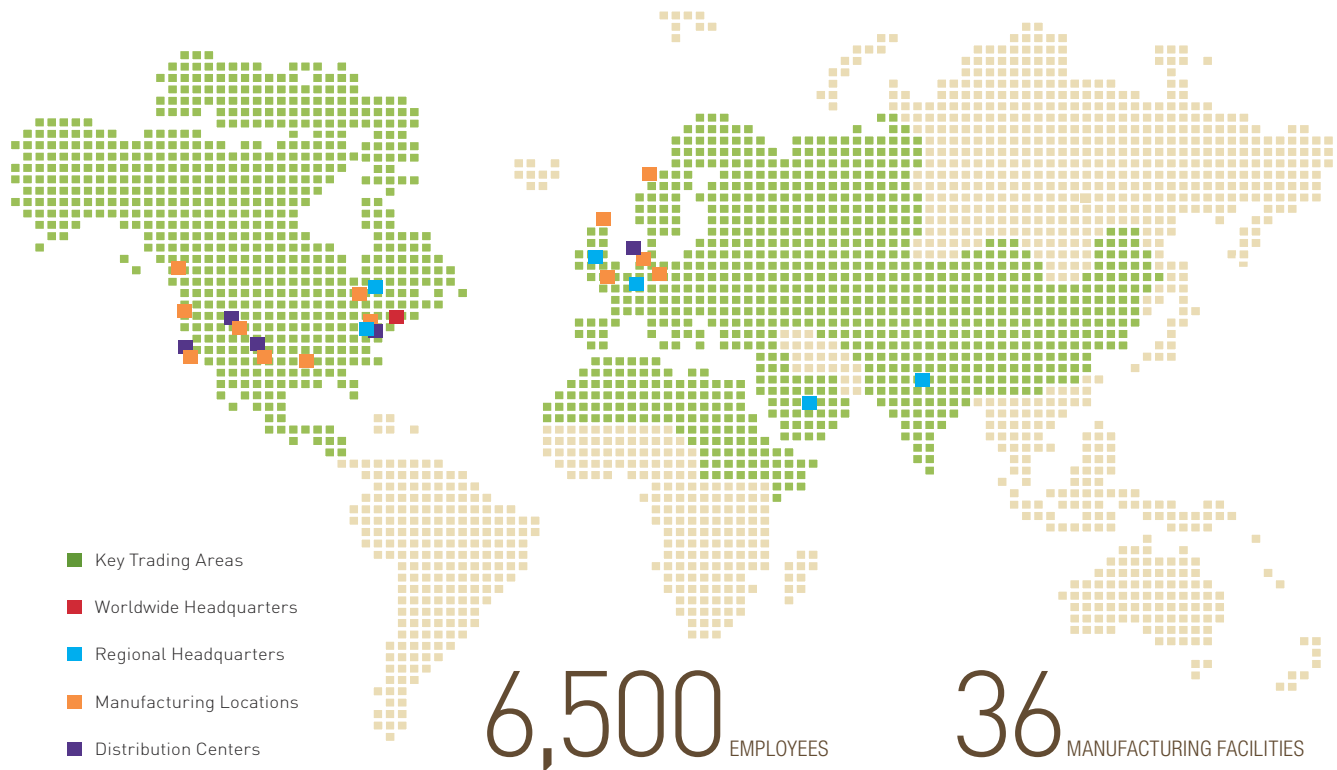 Key Trading Areas
Worldwide Headquarters
Regional Headquarters
Manufacturing Locations
Distribution Centers
6,500 EMPLOYEES
36 MANUFACTURING FACILITIES